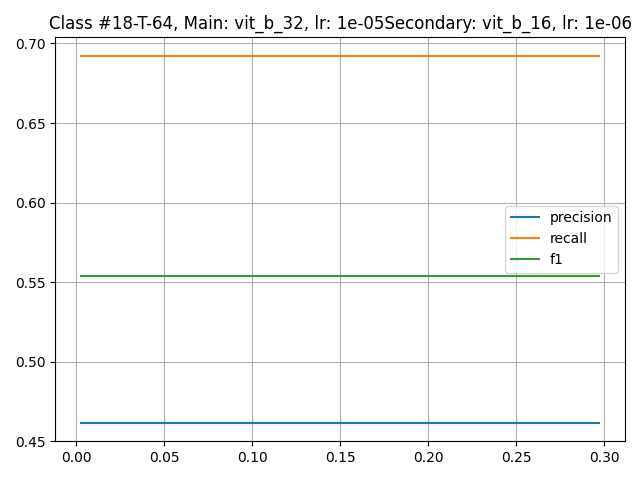 Class #18-T-64, Main: vit_b_32, lr: 1e-05Secondary: vit_b_16, lr: 1e-06
0.70
0.65
0.60
0.55
0.50
0.45
precision
recall
f1
0.00 0.05 0.10 0.15 0.20 0.25 0.30